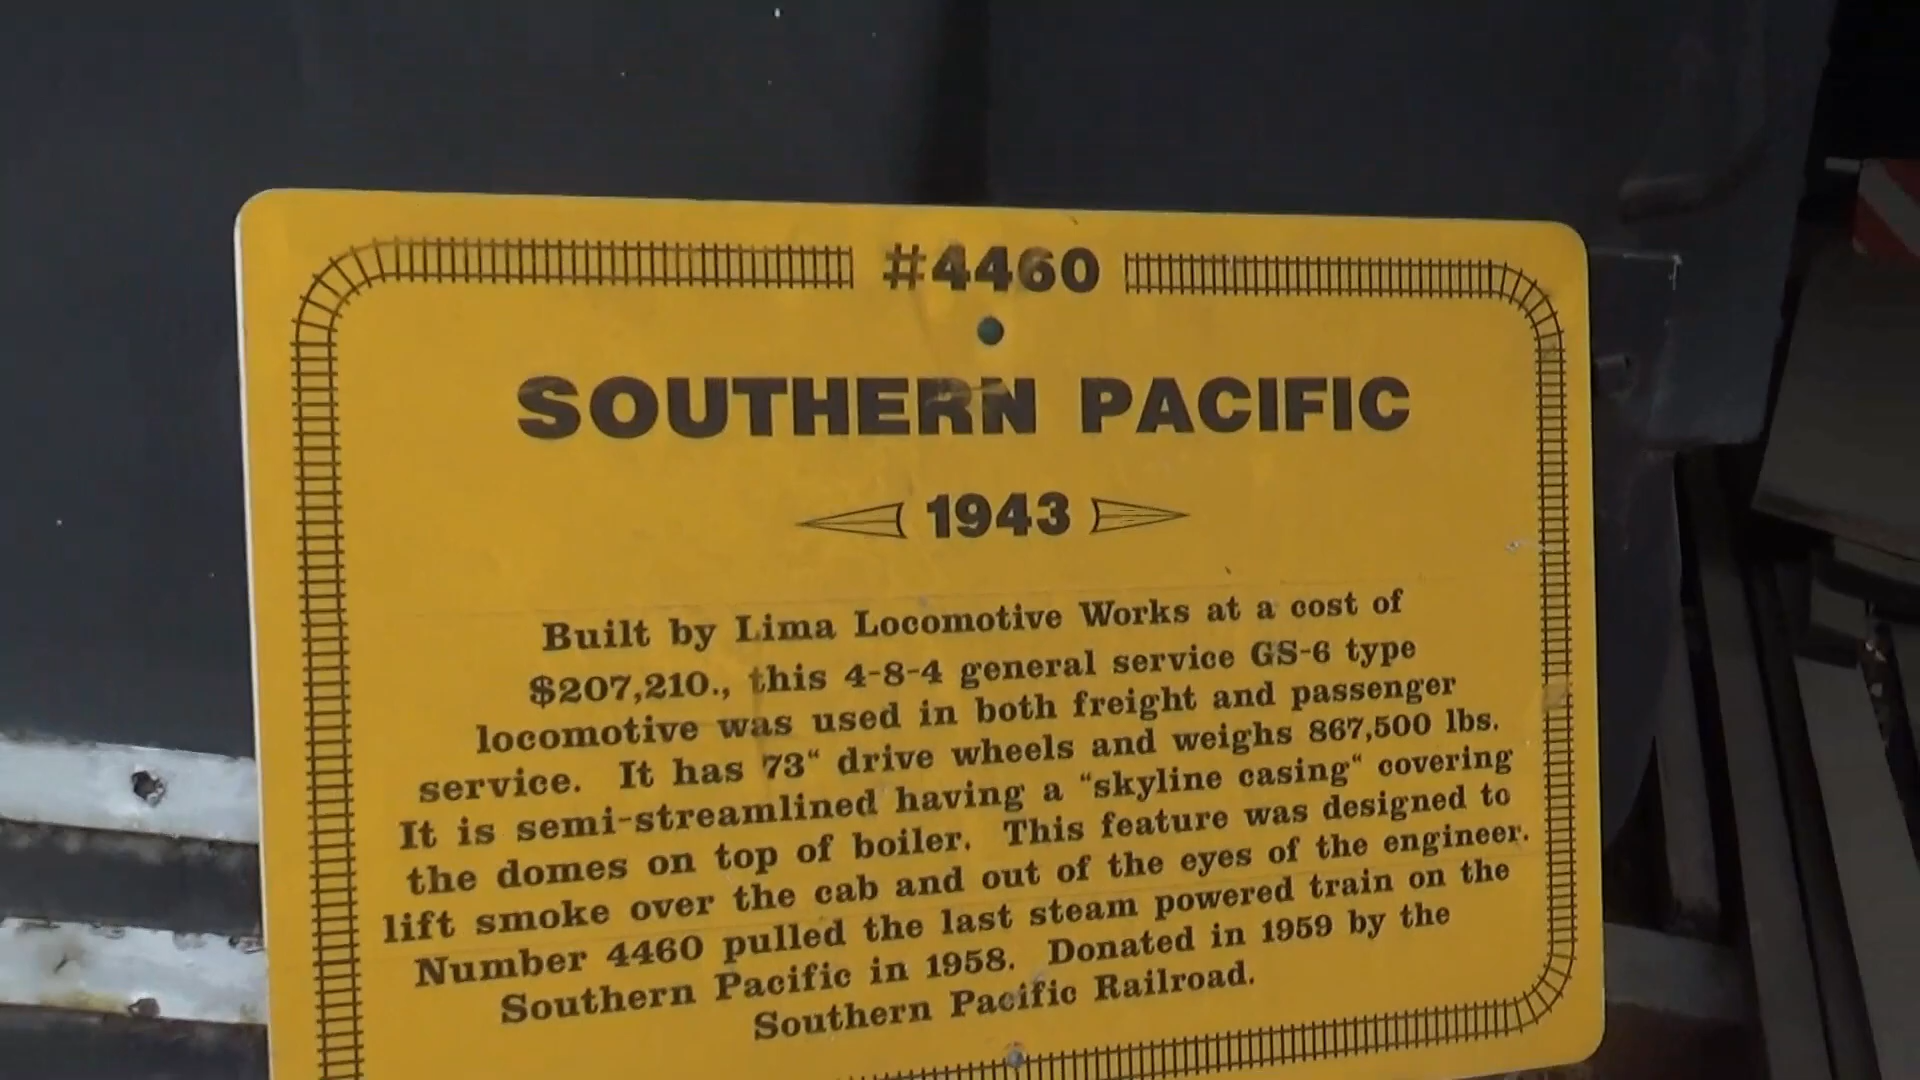 #4460
SOUTHERN PACIFIC
1943
Built by Lima Locomotive Works at a cost of
$207,210., this 4-8-4 general service GS-6 type
locomotive was used in both freight and passenger
service. It has 73“ drive wheels and weighs 867,500 lbs.
It is semi-streamlined having a “skyline casing“ covering
the domes on top of boiler. This feature was designed to
lift smoke over the cab and out of the eyes of the engineer.
Number 4460 pulled the last steam powered train on the
Southern Pacific in 1958. Donated in 1959 by the
Southern Pacific Railroad.